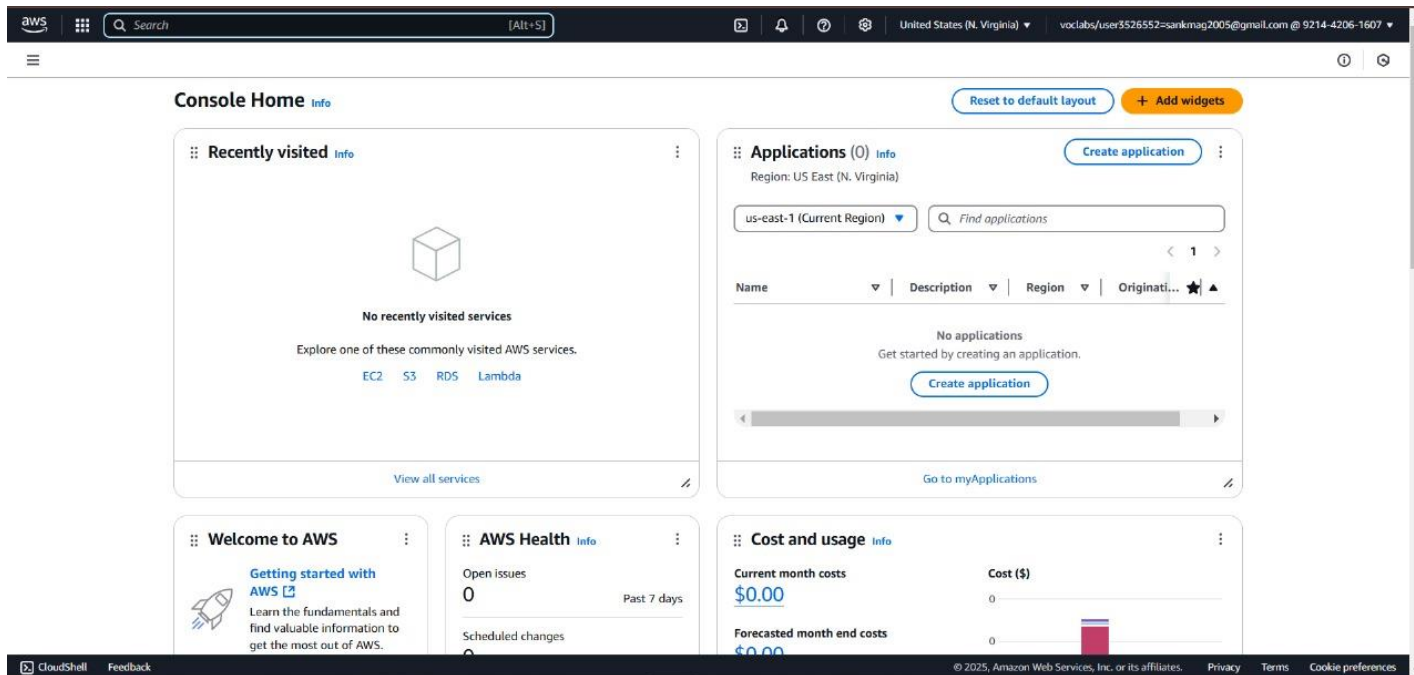 aws
Search [Alt+S]
United States (N. Virginia)
voclabs/user3526552=sankmag2005@gmail.com @ 9214-4206-1607
Console Home Info
Reset to default layout
+ Add widgets
Recently visited Info
No recently visited services
Explore one of these commonly visited AWS services.
EC2 S3 RDS Lambda
View all services
Applications (0) Info
Create application
Region: US East (N. Virginia)
us-east-1 (Current Region)
Find applications
1
Name Description Region Originati...
No applications
Get started by creating an application.
Create application
Go to myApplications
Welcome to AWS
Getting started with
AWS
Learn the fundamentals and
find valuable information to
get the most out of AWS.
AWS Health Info
Open issues
0 Past 7 days
Scheduled changes
Cost and usage Info
Current month costs
$0.00
Forecasted month end costs
$0.00
Cost ($)
0
0
CloudShell Feedback
© 2025, Amazon Web Services, Inc. or its affiliates. Privacy Terms Cookie preferences